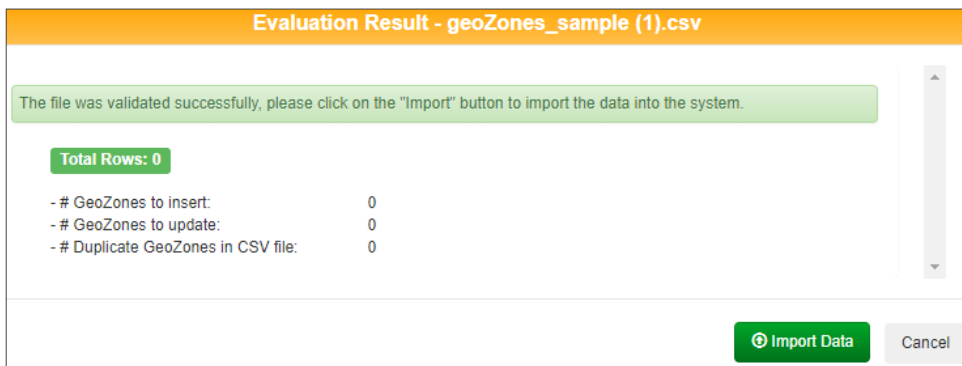 Evaluation Result - geoZones_sample (1).csv
The file was validated successfully, please click on the "Import" button to import the data into the system.
Total Rows: 0
- # GeoZones to insert: 0
- # GeoZones to update: 0
- # Duplicate GeoZones in CSV file: 0
Import Data Cancel